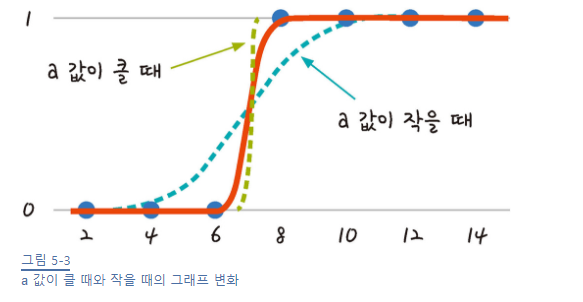 1
a 값이 클 때
a 값이 작을 때
0
2 4 6 8 10 12 14
그림 5-3
a 값이 클 때와 작을 때의 그래프 변화